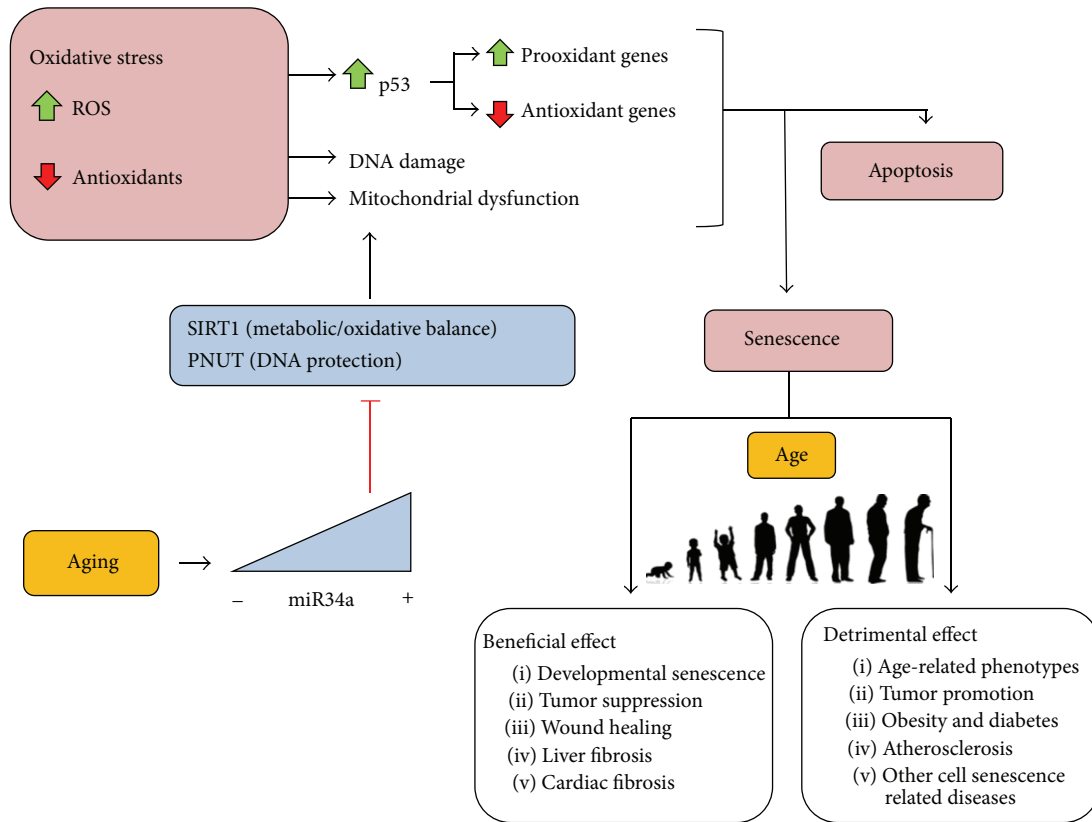 Oxidative stress
ROS
Antioxidants
p53
Prooxidant genes
Antioxidant genes
DNA damage
Mitochondrial dysfunction
Apoptosis
SIRT1 (metabolic/oxidative balance)
PNUT (DNA protection)
Senescence
Age
Aging
− miR34a +
Beneficial effect
(i) Developmental senescence
(ii) Tumor suppression
(iii) Wound healing
(iv) Liver fibrosis
(v) Cardiac fibrosis
Detrimental effect
(i) Age-related phenotypes
(ii) Tumor promotion
(iii) Obesity and diabetes
(iv) Atherosclerosis
(v) Other cell senescence
related diseases